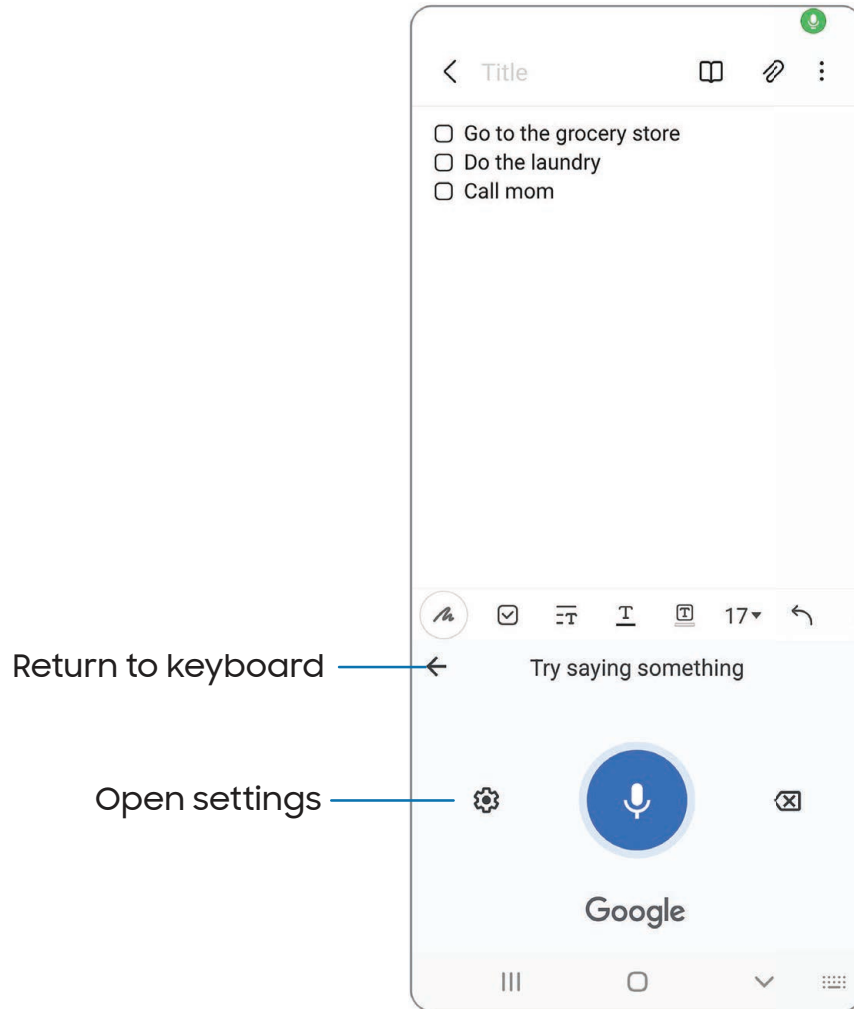 Title
Go to the grocery store
Do the laundry
Call mom
T
T
T
17
Return to keyboard
Try saying something
Open settings
Google